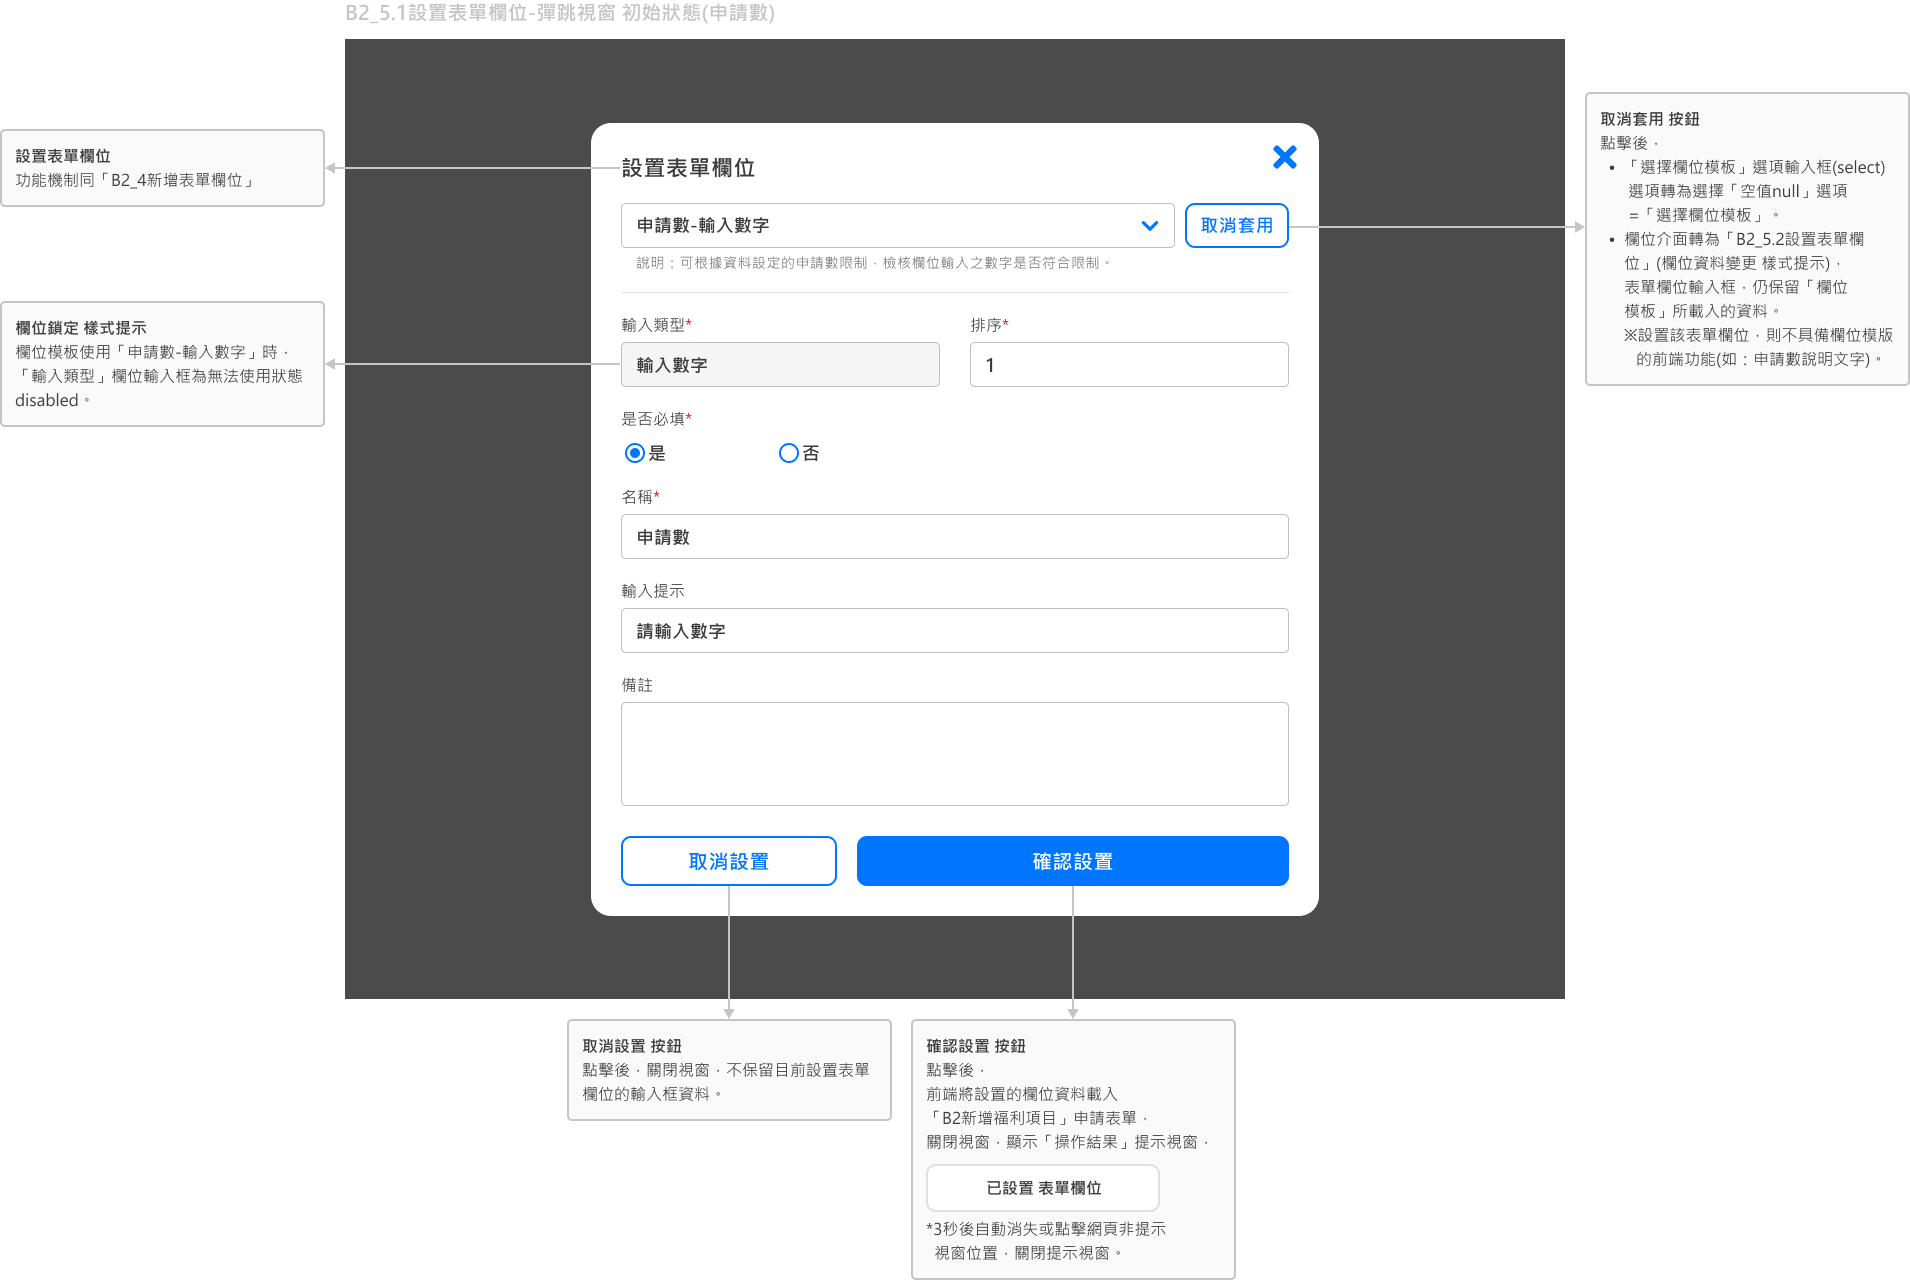 B2_5.1設置表單欄位-彈跳視窗 初始狀態(申請數)
設置表單欄位
功能機制同「B2_4新增表單欄位」
欄位鎖定 樣式提示
欄位模板使用「申請數-輸入數字」時，
「輸入類型」欄位輸入框為無法使用狀態
disabled。
設置表單欄位
申請數-輸入數字
取消套用
說明：可根據資料設定的申請數限制，檢核欄位輸入之數字是否符合限制。
輸入類型*
排序*
輸入數字
1
是否必填*
是
否
名稱*
申請數
輸入提示
請輸入數字
備註
取消設置
確認設置
取消套用 按鈕
點擊後，
• 「選擇欄位模板」選項輸入框(select)
選項轉為選擇「空值null」選項
=「選擇欄位模板」。
• 欄位介面轉為「B2_5.2設置表單欄
位」(欄位資料變更 樣式提示)，
表單欄位輸入框，仍保留「欄位
模板」所載入的資料。
※設置該表單欄位，則不具備欄位模版
的前端功能(如：申請數說明文字)。
取消設置 按鈕
點擊後，關閉視窗，不保留目前設置表單
欄位的輸入框資料。
確認設置 按鈕
點擊後，
前端將設置的欄位資料載入
「B2新增福利項目」申請表單，
關閉視窗，顯示「操作結果」提示視窗，
已設置 表單欄位
*3秒後自動消失或點擊網頁非提示
視窗位置，關閉提示視窗。